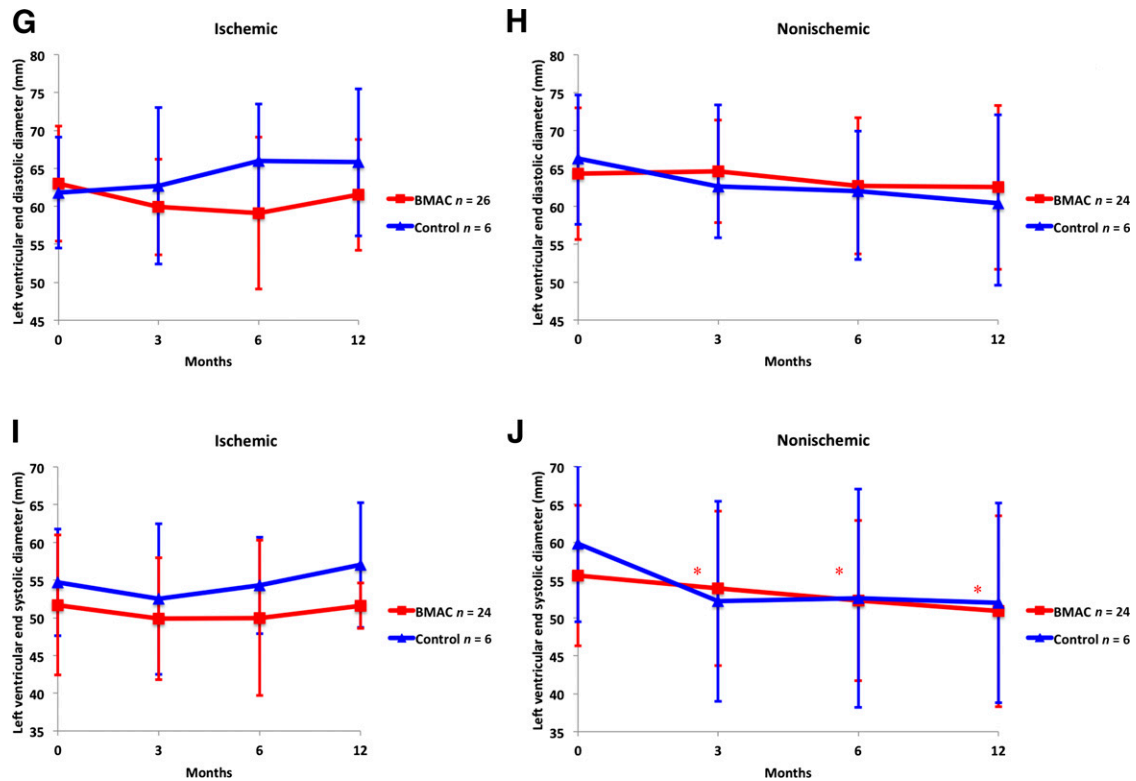 G
Ischemic
Left ventricular end diastolic diameter (mm)
80
75
70
65
60
55
50
45
0 3 6 12
Months
BMAC n = 26
Control n = 6
H
Nonischemic
Left ventricular end diastolic diameter (mm)
80
75
70
65
60
55
50
45
0 3 6 12
Months
BMAC n = 24
Control n = 6
I
Ischemic
Left ventricular end systolic diameter (mm)
70
65
60
55
50
45
40
35
0 3 6 12
Months
BMAC n = 24
Control n = 6
J
Nonischemic
Left ventricular end systolic diameter (mm)
70
65
60
55
50
45
40
35
* * *
0 3 6 12
Months
BMAC n = 24
Control n = 6